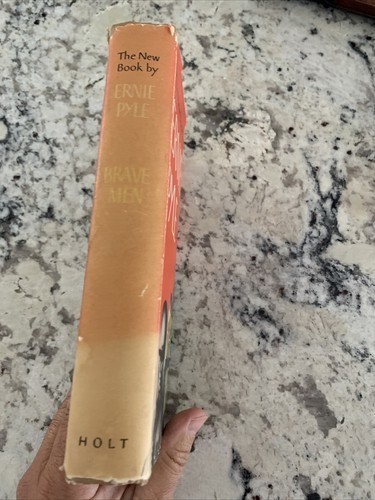 The New
Book by
ERNIE
PYLE
BRAVE
MEN
HOLT